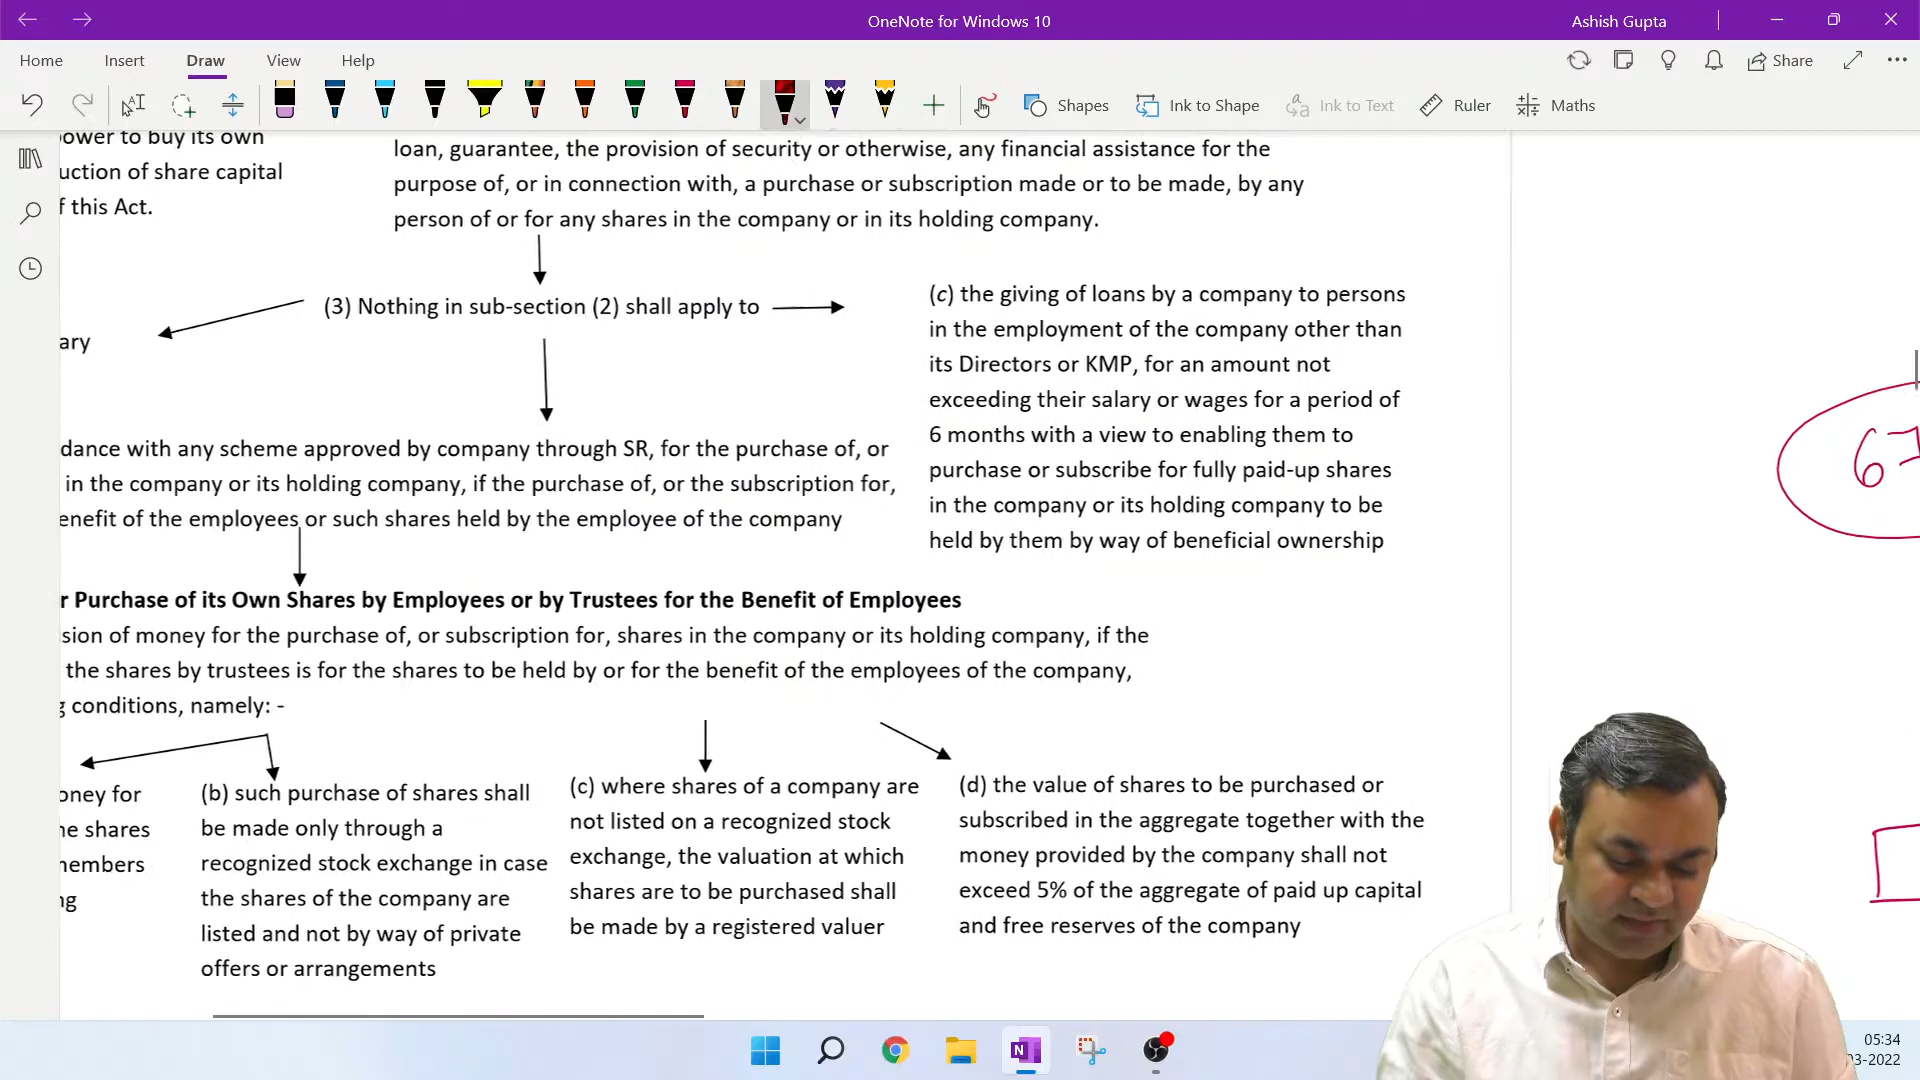 OneNote for Windows 10
Ashish Gupta
Home Insert Draw View Help
Share
Shapes Ink to Shape Ink to Text Ruler Maths
power to buy its own
uction of share capital
f this Act.
loan, guarantee, the provision of security or otherwise, any financial assistance for the
purpose of, or in connection with, a purchase or subscription made or to be made, by any
person of or for any shares in the company or in its holding company.
(3) Nothing in sub-section (2) shall apply to
ary
(c) the giving of loans by a company to persons
in the employment of the company other than
its Directors or KMP, for an amount not
exceeding their salary or wages for a period of
6 months with a view to enabling them to
purchase or subscribe for fully paid-up shares
in the company or its holding company to be
held by them by way of beneficial ownership
67
dance with any scheme approved by company through SR, for the purchase of, or
in the company or its holding company, if the purchase of, or the subscription for,
enefit of the employees or such shares held by the employee of the company
r Purchase of its Own Shares by Employees or by Trustees for the Benefit of Employees
sion of money for the purchase of, or subscription for, shares in the company or its holding company, if the
the shares by trustees is for the shares to be held by or for the benefit of the employees of the company,
g conditions, namely: -
oney for
he shares
nembers
ng
(b) such purchase of shares shall
be made only through a
recognized stock exchange in case
the shares of the company are
listed and not by way of private
offers or arrangements
(c) where shares of a company are
not listed on a recognized stock
exchange, the valuation at which
shares are to be purchased shall
be made by a registered valuer
(d) the value of shares to be purchased or
subscribed in the aggregate together with the
money provided by the company shall not
exceed 5% of the aggregate of paid up capital
and free reserves of the company
05:34
03-2022